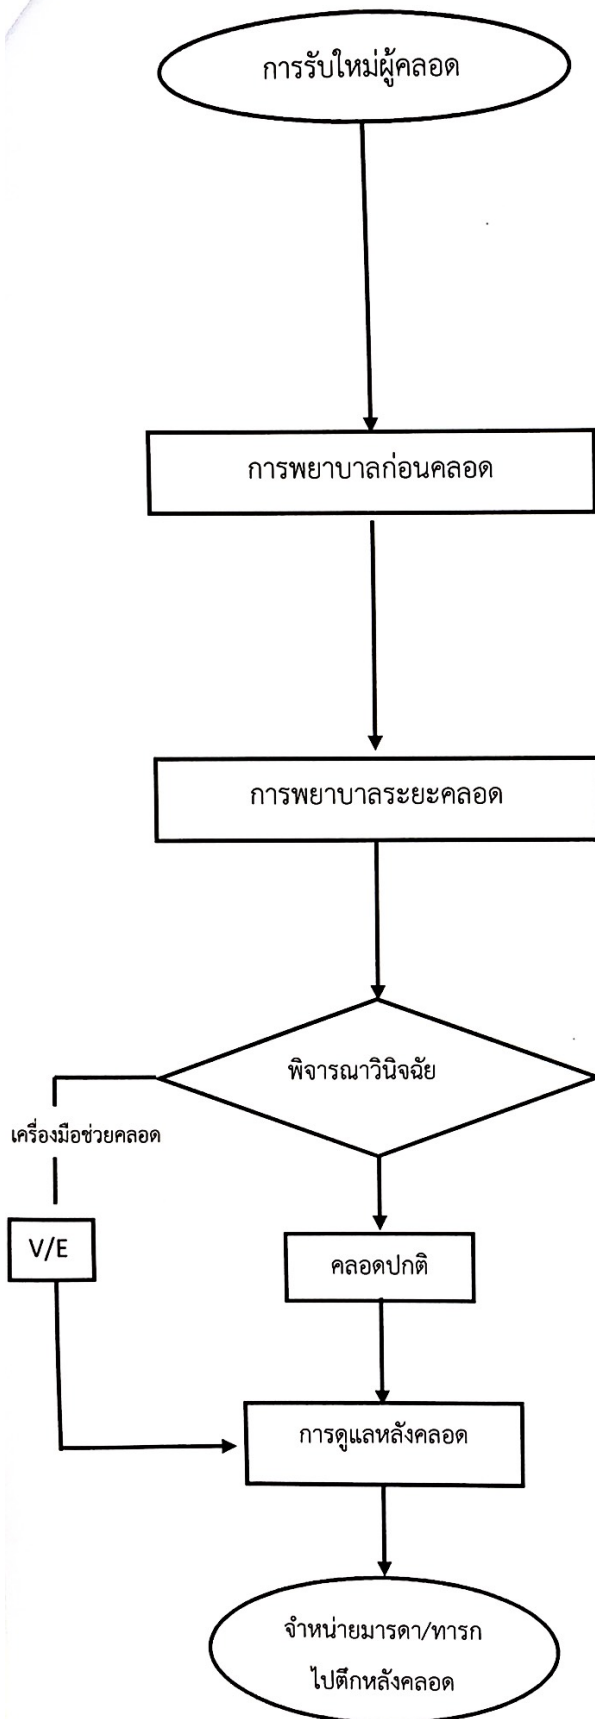 การรับใหม่ผู้คลอด
การพยาบาลก่อนคลอด
การพยาบาลระยะคลอด
พิจารณาวินิจฉัย
เครื่องมือช่วยคลอด
V/E
คลอดปกติ
การดูแลหลังคลอด
จำหน่ายมารดา/ทารก
ไปตึกหลังคลอด